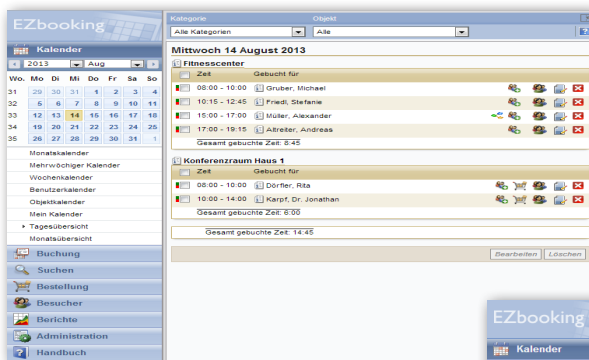 EZbooking
Kalender
2013 Aug
Wo. Mo Di Mi Do Fr Sa So
31 29 30 31 1 2 3 4
32 5 6 7 8 9 10 11
33 12 13 14 15 16 17 18
34 19 20 21 22 23 24 25
35 26 27 28 29 30 31 1
Monatskalender
Mehrwöchiger Kalender
Wochenkalender
Benutzerkalender
Objektkalender
Mein Kalender
Tagesübersicht
Monatsübersicht
Buchung
Suchen
Bestellung
Besucher
Berichte
Administration
? Handbuch
Kategorie Objekt
Alle Kategorien Alle
?
Mittwoch 14 August 2013
Fitnesscenter
Zeit Gebucht für
08:00 - 10:00 Gruber, Michael
10:15 - 12:45 Friedl, Stefanie
15:00 - 17:00 Müller, Alexander
17:00 - 19:15 Altreiter, Andreas
Gesamt gebuchte Zeit: 8:45
Konferenzraum Haus 1
Zeit Gebucht für
08:00 - 10:00 Dörfler, Rita
10:00 - 14:00 Karpf, Dr. Jonathan
Gesamt gebuchte Zeit: 6:00
Gesamt gebuchte Zeit: 14:45
Bearbeiten Löschen
EZbooking
Kalender